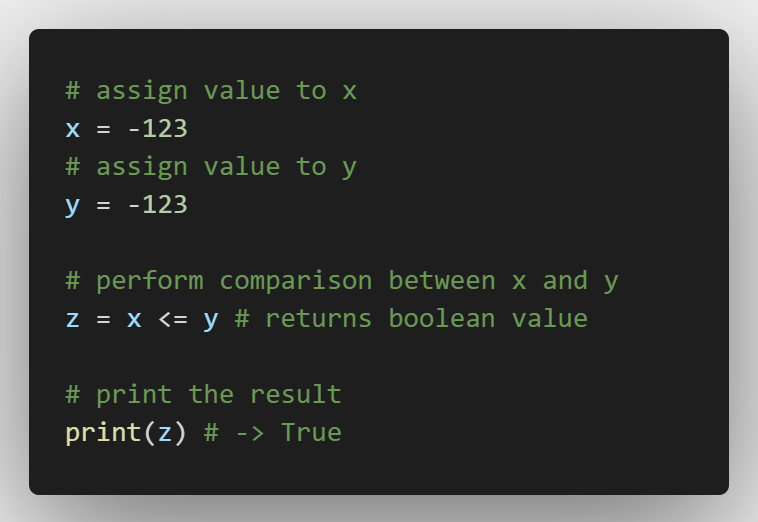 # assign value to x
x = -123
# assign value to y
y = -123
# perform comparison between x and y
z = x <= y # returns boolean value
# print the result
print(z) # -> True